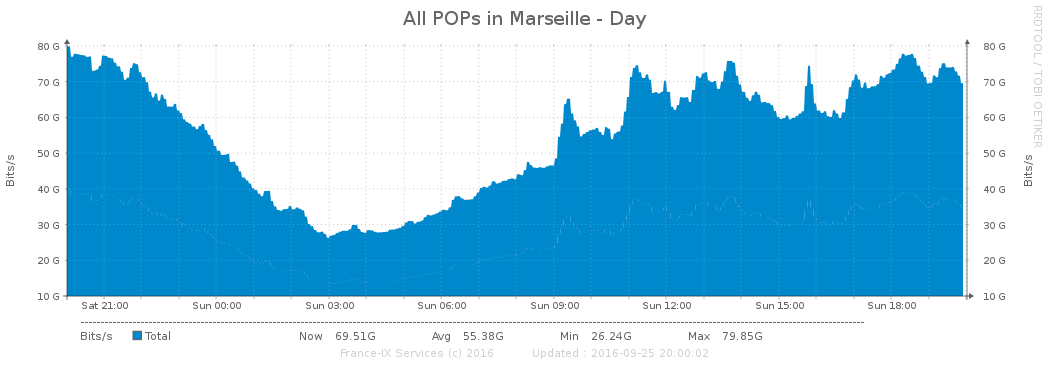 All POPs in Marseille - Day
RRDTOOL / TOBI OETIKER
80 G 80 G
70 G 70 G
60 G 60 G
50 G 50 G
40 G 40 G
30 G 30 G
20 G 20 G
10 G 10 G
Bits/s
Bits/s
Sat 21:00 Sun 00:00 Sun 03:00 Sun 06:00 Sun 09:00 Sun 12:00 Sun 15:00 Sun 18:00
Bits/s Total Now 69.51G Avg 55.38G Min 26.24G Max 79.85G
France-IX Services (c) 2016 Updated : 2016-09-25 20:00:02